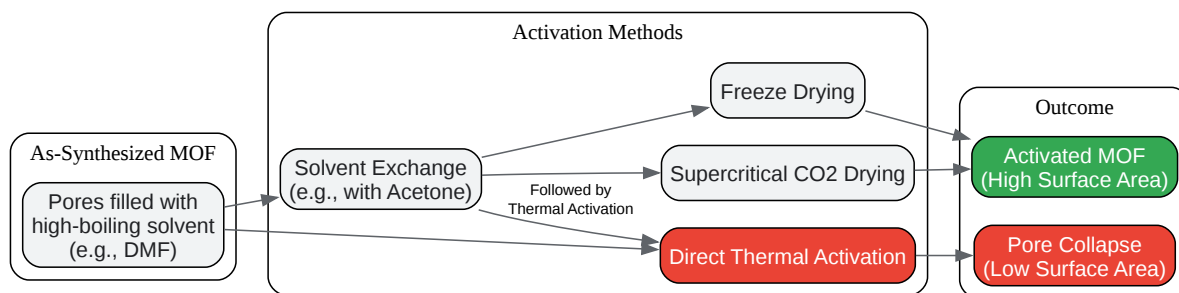 Activation Methods
Freeze Drying
Outcome
As-Synthesized MOF
Solvent Exchange
(e.g., with Acetone)
Supercritical CO2 Drying
Activated MOF
(High Surface Area)
Pores filled with
high-boiling solvent
(e.g., DMF)
Followed by
Thermal Activation
Direct Thermal Activation
Pore Collapse
(Low Surface Area)